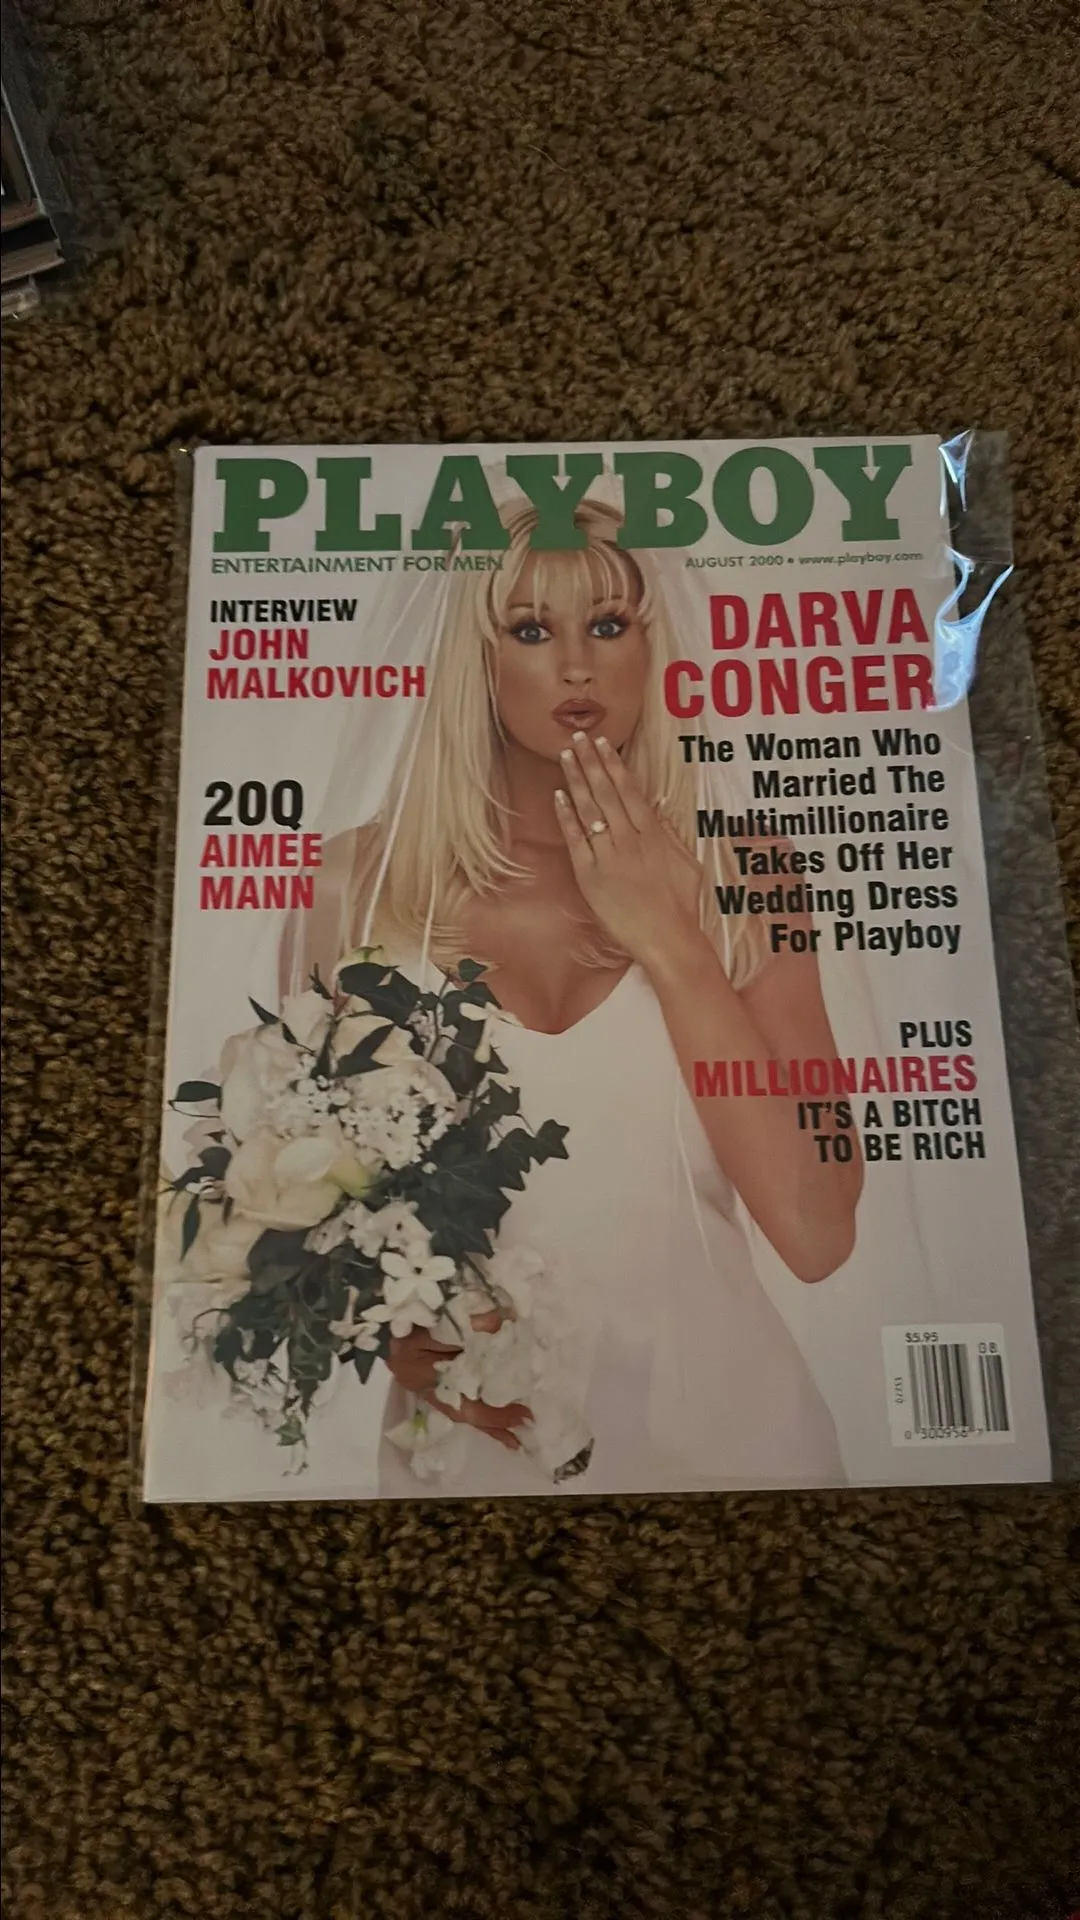 PLAYBOY
ENTERTAINMENT FOR MEN
AUGUST 2000 • www.playboy.com
INTERVIEW
JOHN
MALKOVICH
20Q
AIMEE
MANN
DARVA
CONGER
The Woman Who
Married The
Multimillionaire
Takes Off Her
Wedding Dress
For Playboy
PLUS
MILLIONAIRES
IT'S A BITCH
TO BE RICH
$5.95
08